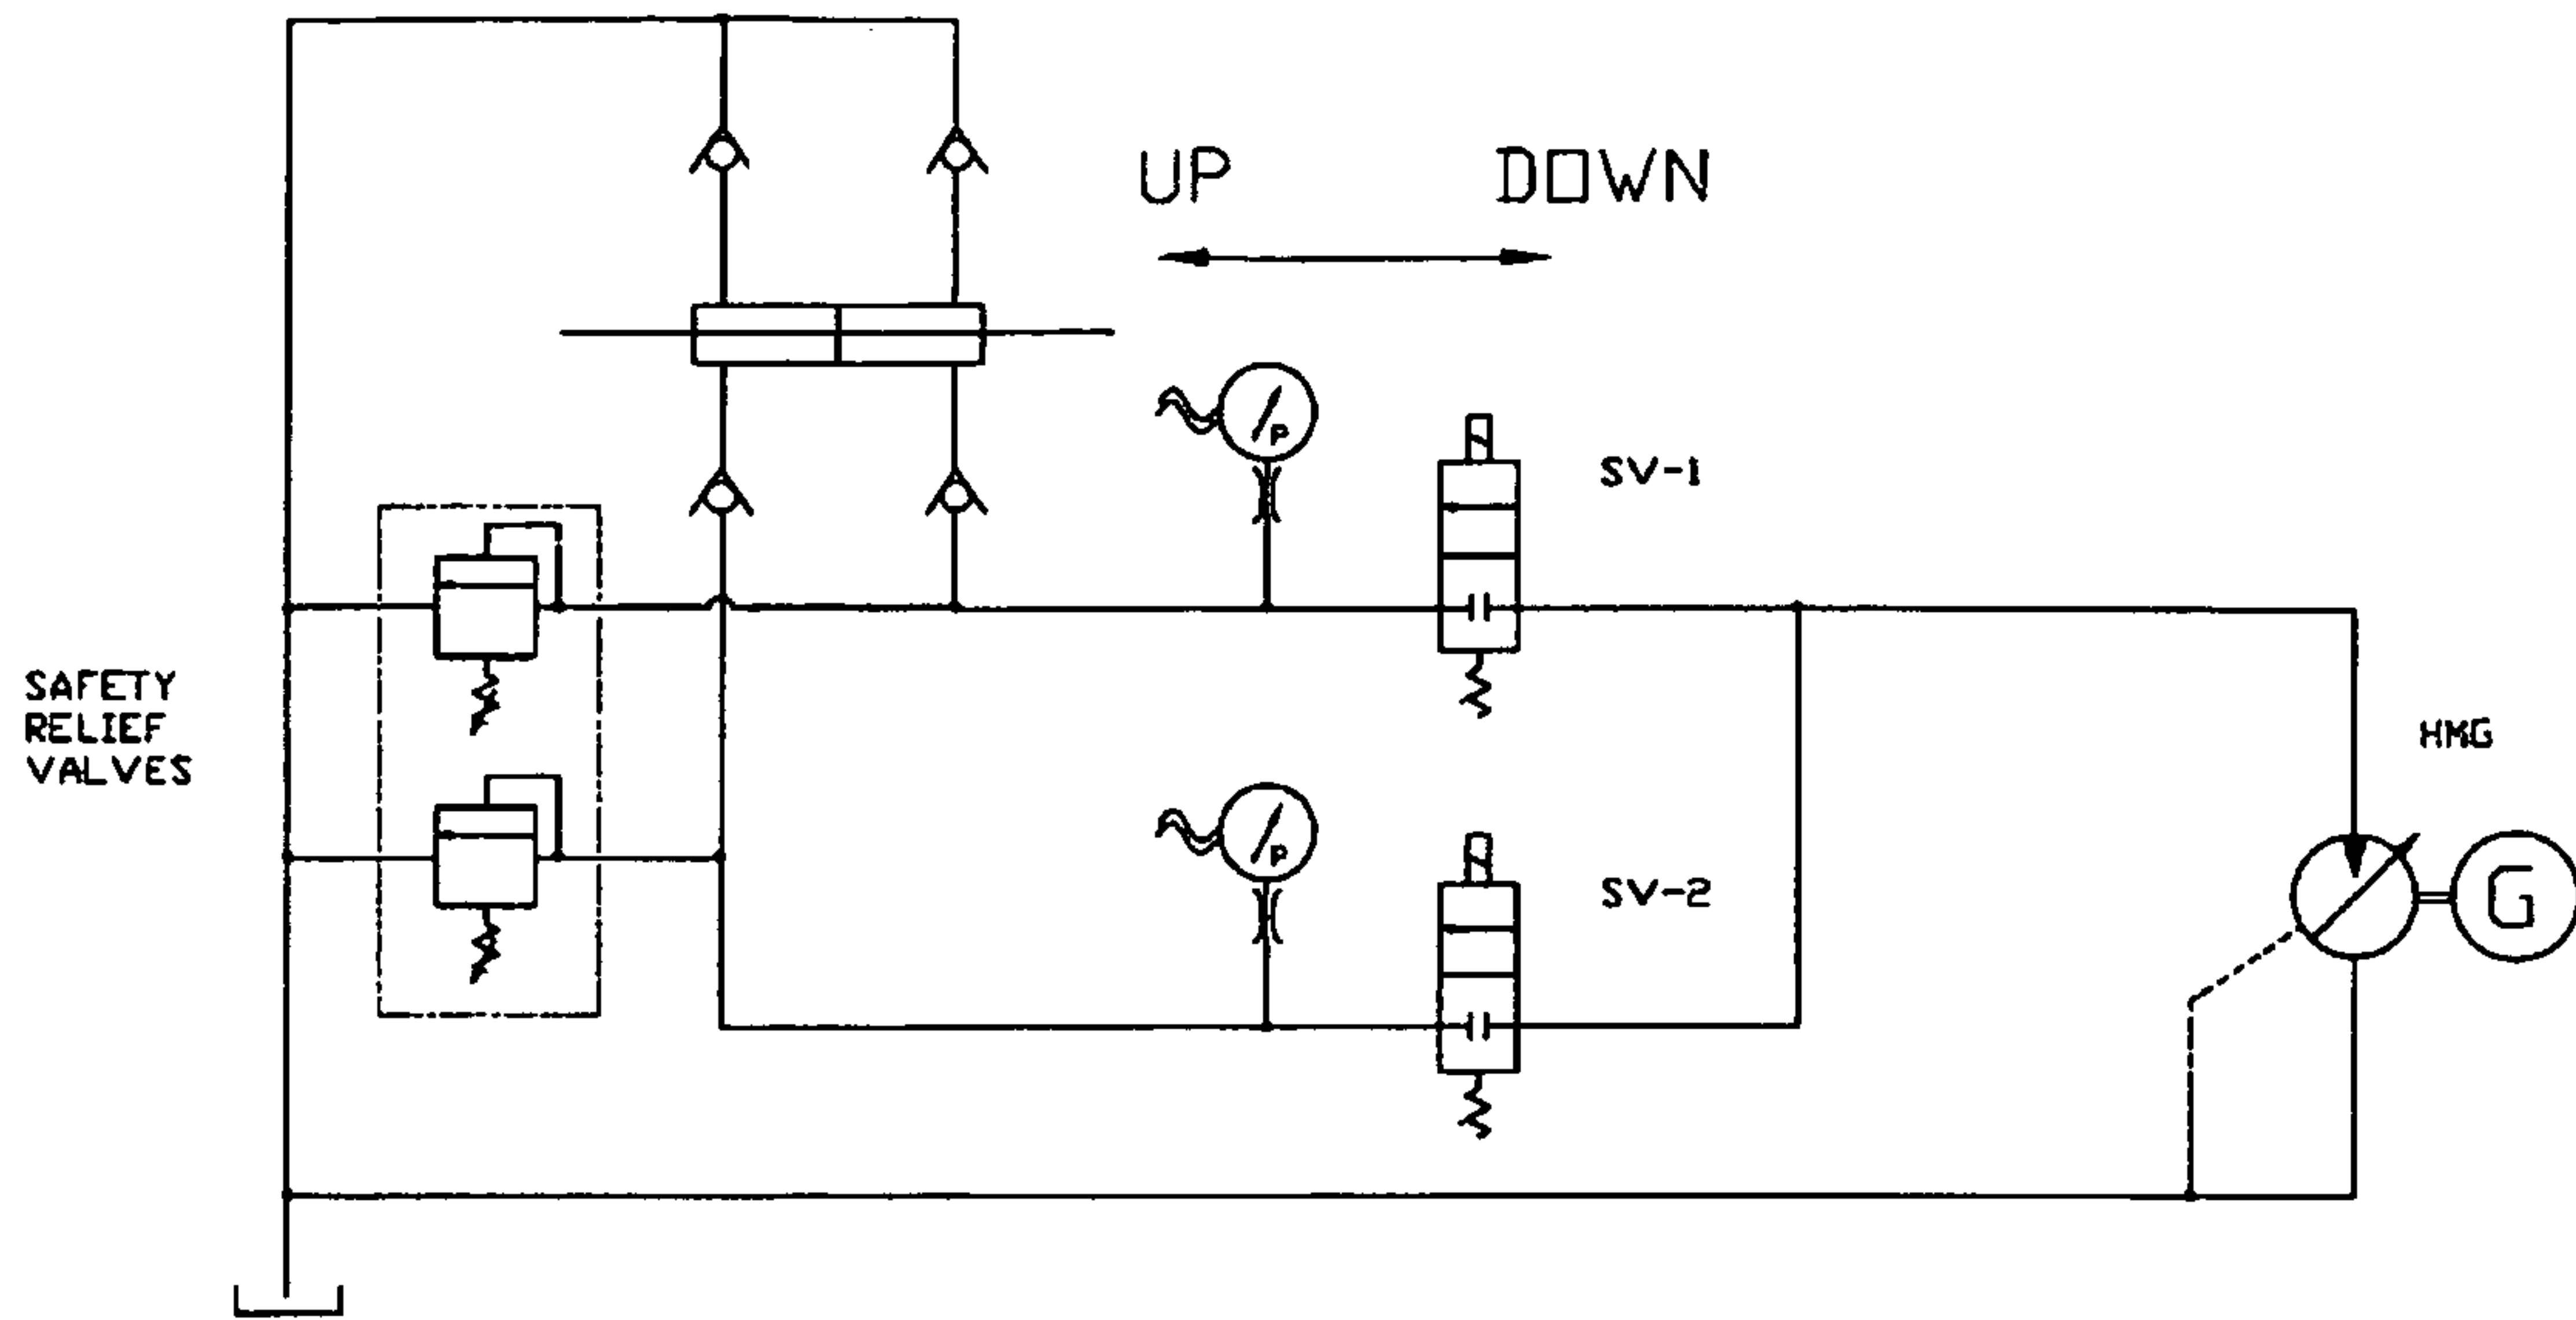 UP
DOWN
P
SV-1
SAFETY
RELIEF
VALVES
HMG
P
SV-2
G